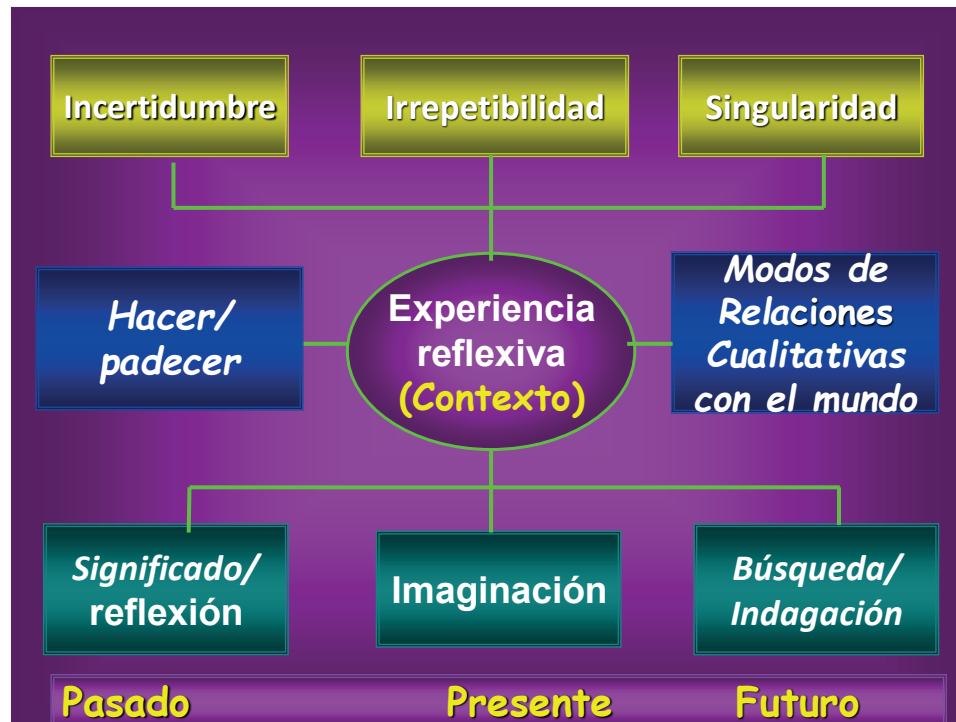 Incertidumbre
Irrepetibilidad
Singularidad
Hacer/
padecer
Experiencia
reflexiva
(Contexto)
Modos de
Relaciones
Cualitativas
con el mundo
Significado/
reflexión
Imaginación
Búsqueda/
Indagación
Pasado
Presente
Futuro